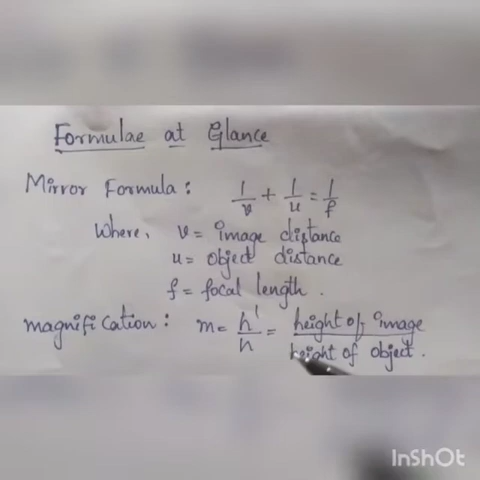 Formulae at Glance
Mirror Formula : 1/v + 1/u = 1/f
Where, v = image distance
u = object distance
f = focal length .
magnification : m = h'/h = height of image / height of object .
InShOt